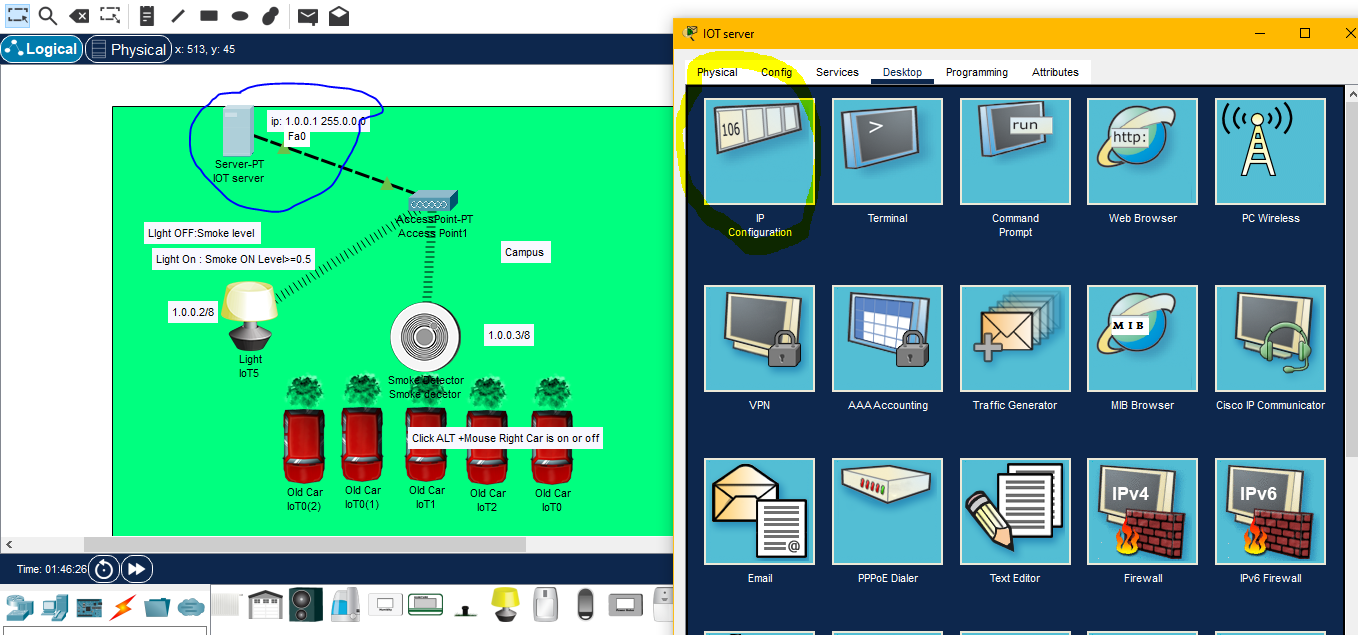 Logical
Physical
x: 513, y: 45
ip: 1.0.0.1 255.0.0.0
Fa0
Server-PT
IOT server
AccessPoint-PT
Access Point1
LIght OFF:Smoke level
Light On : Smoke ON Level>=0.5
Campus
1.0.0.2/8
1.0.0.3/8
Light
IoT5
Smoke Detector
Smoke decetor
Click ALT +Mouse Right Car is on or off
Old Car
IoT0(2)
Old Car
IoT0(1)
Old Car
IoT1
Old Car
IoT2
Old Car
IoT0
Time: 01:46:26
IOT server
Physical
Config
Services
Desktop
Programming
Attributes
106
>
run
http:
IP
Configuration
Terminal
Command
Prompt
Web Browser
PC Wireless
MIB
VPN
AAA Accounting
Traffic Generator
MIB Browser
Cisco IP Communicator
@
IPv4
IPv6
Email
PPPoE Dialer
Text Editor
Firewall
IPv6 Firewall